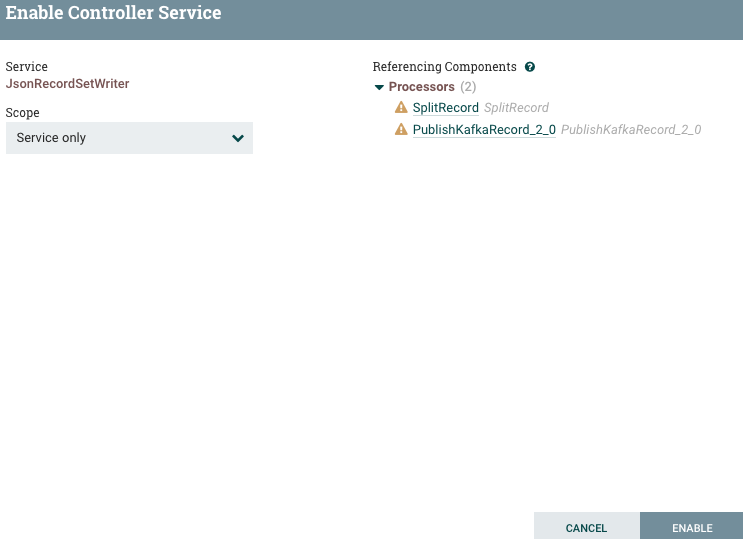 Enable Controller Service
Service
JsonRecordSetWriter
Scope
Service only
Referencing Components ?
Processors (2)
SplitRecord SplitRecord
PublishKafkaRecord_2_0 PublishKafkaRecord_2_0
CANCEL
ENABLE